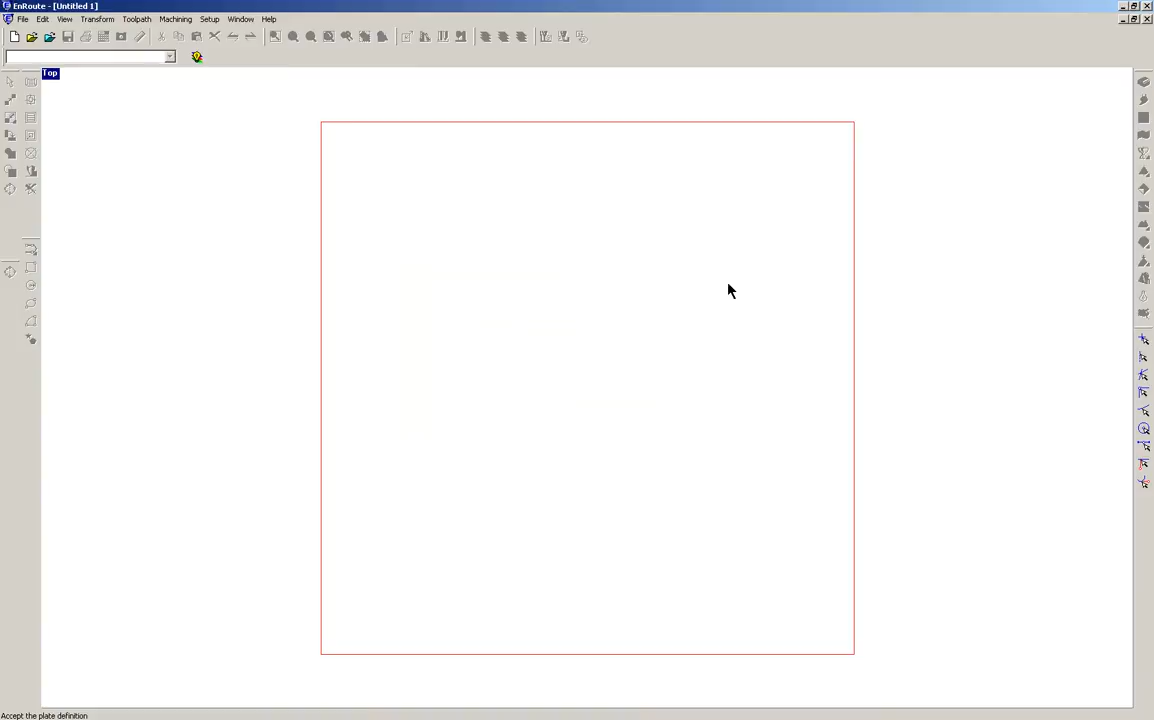 EnRoute - [Untitled 1]
File Edit View Transform Toolpath Machining Setup Window Help
Top
Accept the plate definition